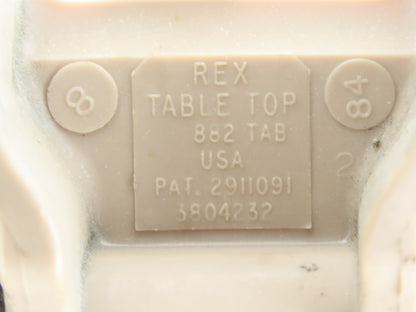 REX
8
84
TABLE TOP
882 TAB
USA
2
PAT. 2911091
3804232